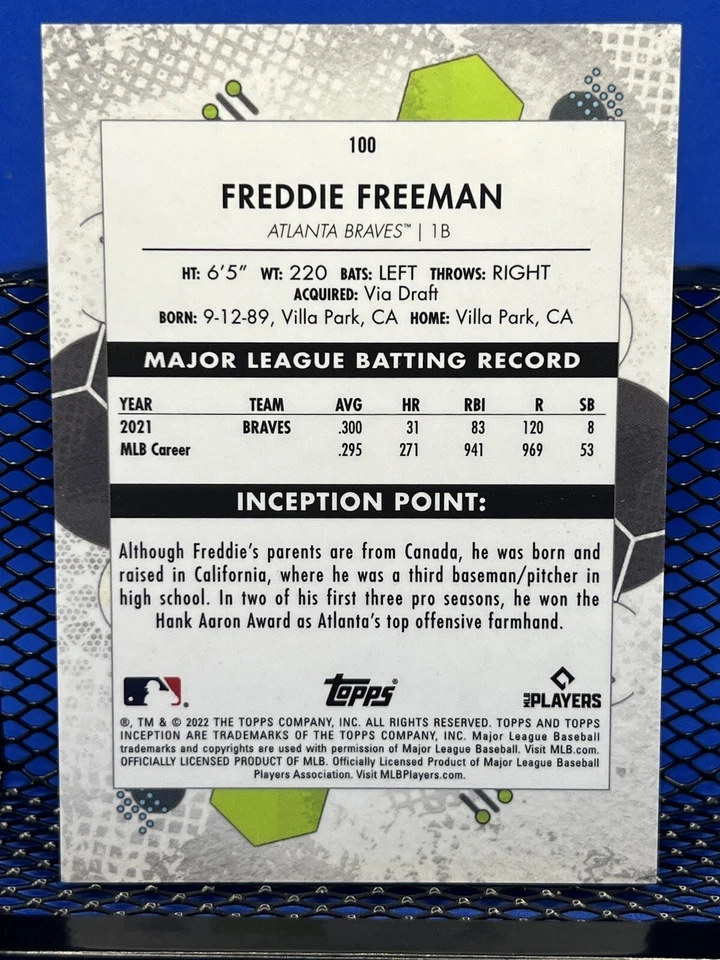 100
FREDDIE FREEMAN
ATLANTA BRAVES™ | 1B
HT: 6'5" WT: 220 BATS: LEFT THROWS: RIGHT
ACQUIRED: Via Draft
BORN: 9-12-89, Villa Park, CA HOME: Villa Park, CA
MAJOR LEAGUE BATTING RECORD
YEAR TEAM AVG HR RBI R SB
2021 BRAVES .300 31 83 120 8
MLB Career .295 271 941 969 53
INCEPTION POINT:
Although Freddie's parents are from Canada, he was born and
raised in California, where he was a third baseman/pitcher in
high school. In two of his first three pro seasons, he won the
Hank Aaron Award as Atlanta's top offensive farmhand.
® Topps® MLB PLAYERS
®, TM & © 2022 THE TOPPS COMPANY, INC. ALL RIGHTS RESERVED. TOPPS AND TOPPS
INCEPTION ARE TRADEMARKS OF THE TOPPS COMPANY, INC. Major League Baseball
trademarks and copyrights are used with permission of Major League Baseball. Visit MLB.com.
OFFICIALLY LICENSED PRODUCT OF MLB. Officially Licensed Product of Major League Baseball
Players Association. Visit MLBPlayers.com.